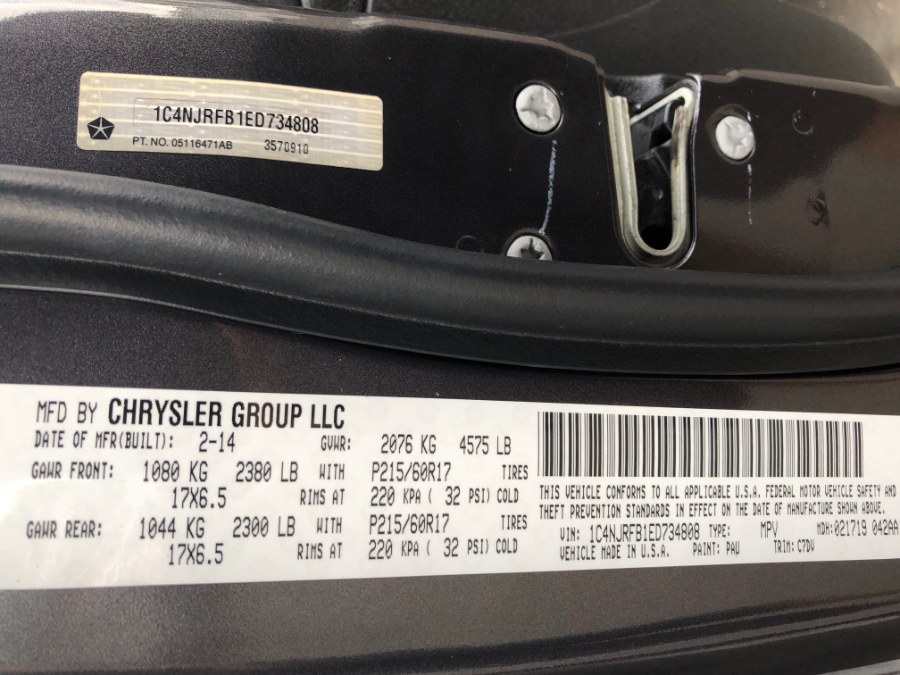 1C4NJRFB1ED734808
PT. NO. 05116471AB 3570910
MFD BY CHRYSLER GROUP LLC
DATE OF MFR(BUILT): 2-14 GVWR: 2076 KG 4575 LB
GAWR FRONT: 1080 KG 2380 LB WITH P215/60R17 TIRES
17X6.5 RIMS AT 220 KPA ( 32 PSI) COLD
GAWR REAR: 1044 KG 2300 LB WITH P215/60R17 TIRES
17X6.5 RIMS AT 220 KPA ( 32 PSI) COLD
THIS VEHICLE CONFORMS TO ALL APPLICABLE U.S.A. FEDERAL MOTOR VEHICLE SAFETY AND
THEFT PREVENTION STANDARDS IN EFFECT ON THE DATE OF MANUFACTURE SHOWN ABOVE.
VIN: 1C4NJRFB1ED734808 TYPE: MPV MDH:021719 042AA
VEHICLE MADE IN U.S.A. PAINT: PAU TRIM: C7DV